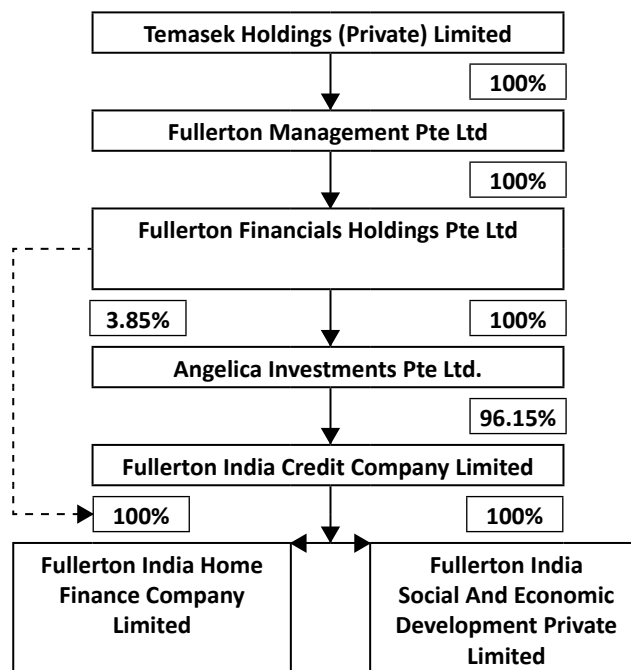 Temasek Holdings (Private) Limited
100%
Fullerton Management Pte Ltd
100%
Fullerton Financials Holdings Pte Ltd
3.85%
100%
Angelica Investments Pte Ltd.
96.15%
Fullerton India Credit Company Limited
100%
100%
Fullerton India Home
Finance Company
Limited
Fullerton India
Social And Economic
Development Private
Limited